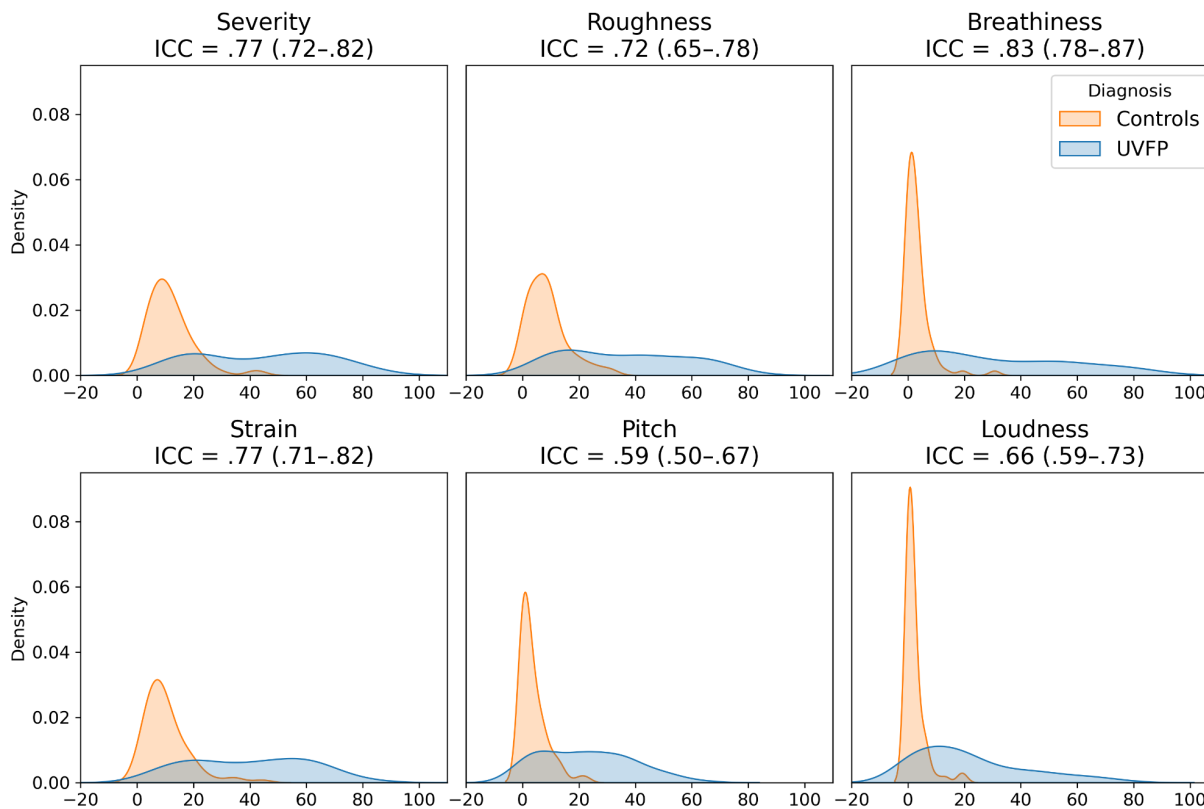 Severity
ICC = .77 (.72–.82)
Roughness
ICC = .72 (.65–.78)
Breathiness
ICC = .83 (.78–.87)
Density
0.08
0.06
0.04
0.02
0.00
−20 0 20 40 60 80 100
−20 0 20 40 60 80 100
−20 0 20 40 60 80 100
Diagnosis
Controls
UVFP
Strain
ICC = .77 (.71–.82)
Pitch
ICC = .59 (.50–.67)
Loudness
ICC = .66 (.59–.73)
Density
0.08
0.06
0.04
0.02
0.00
−20 0 20 40 60 80 100
−20 0 20 40 60 80 100
−20 0 20 40 60 80 100